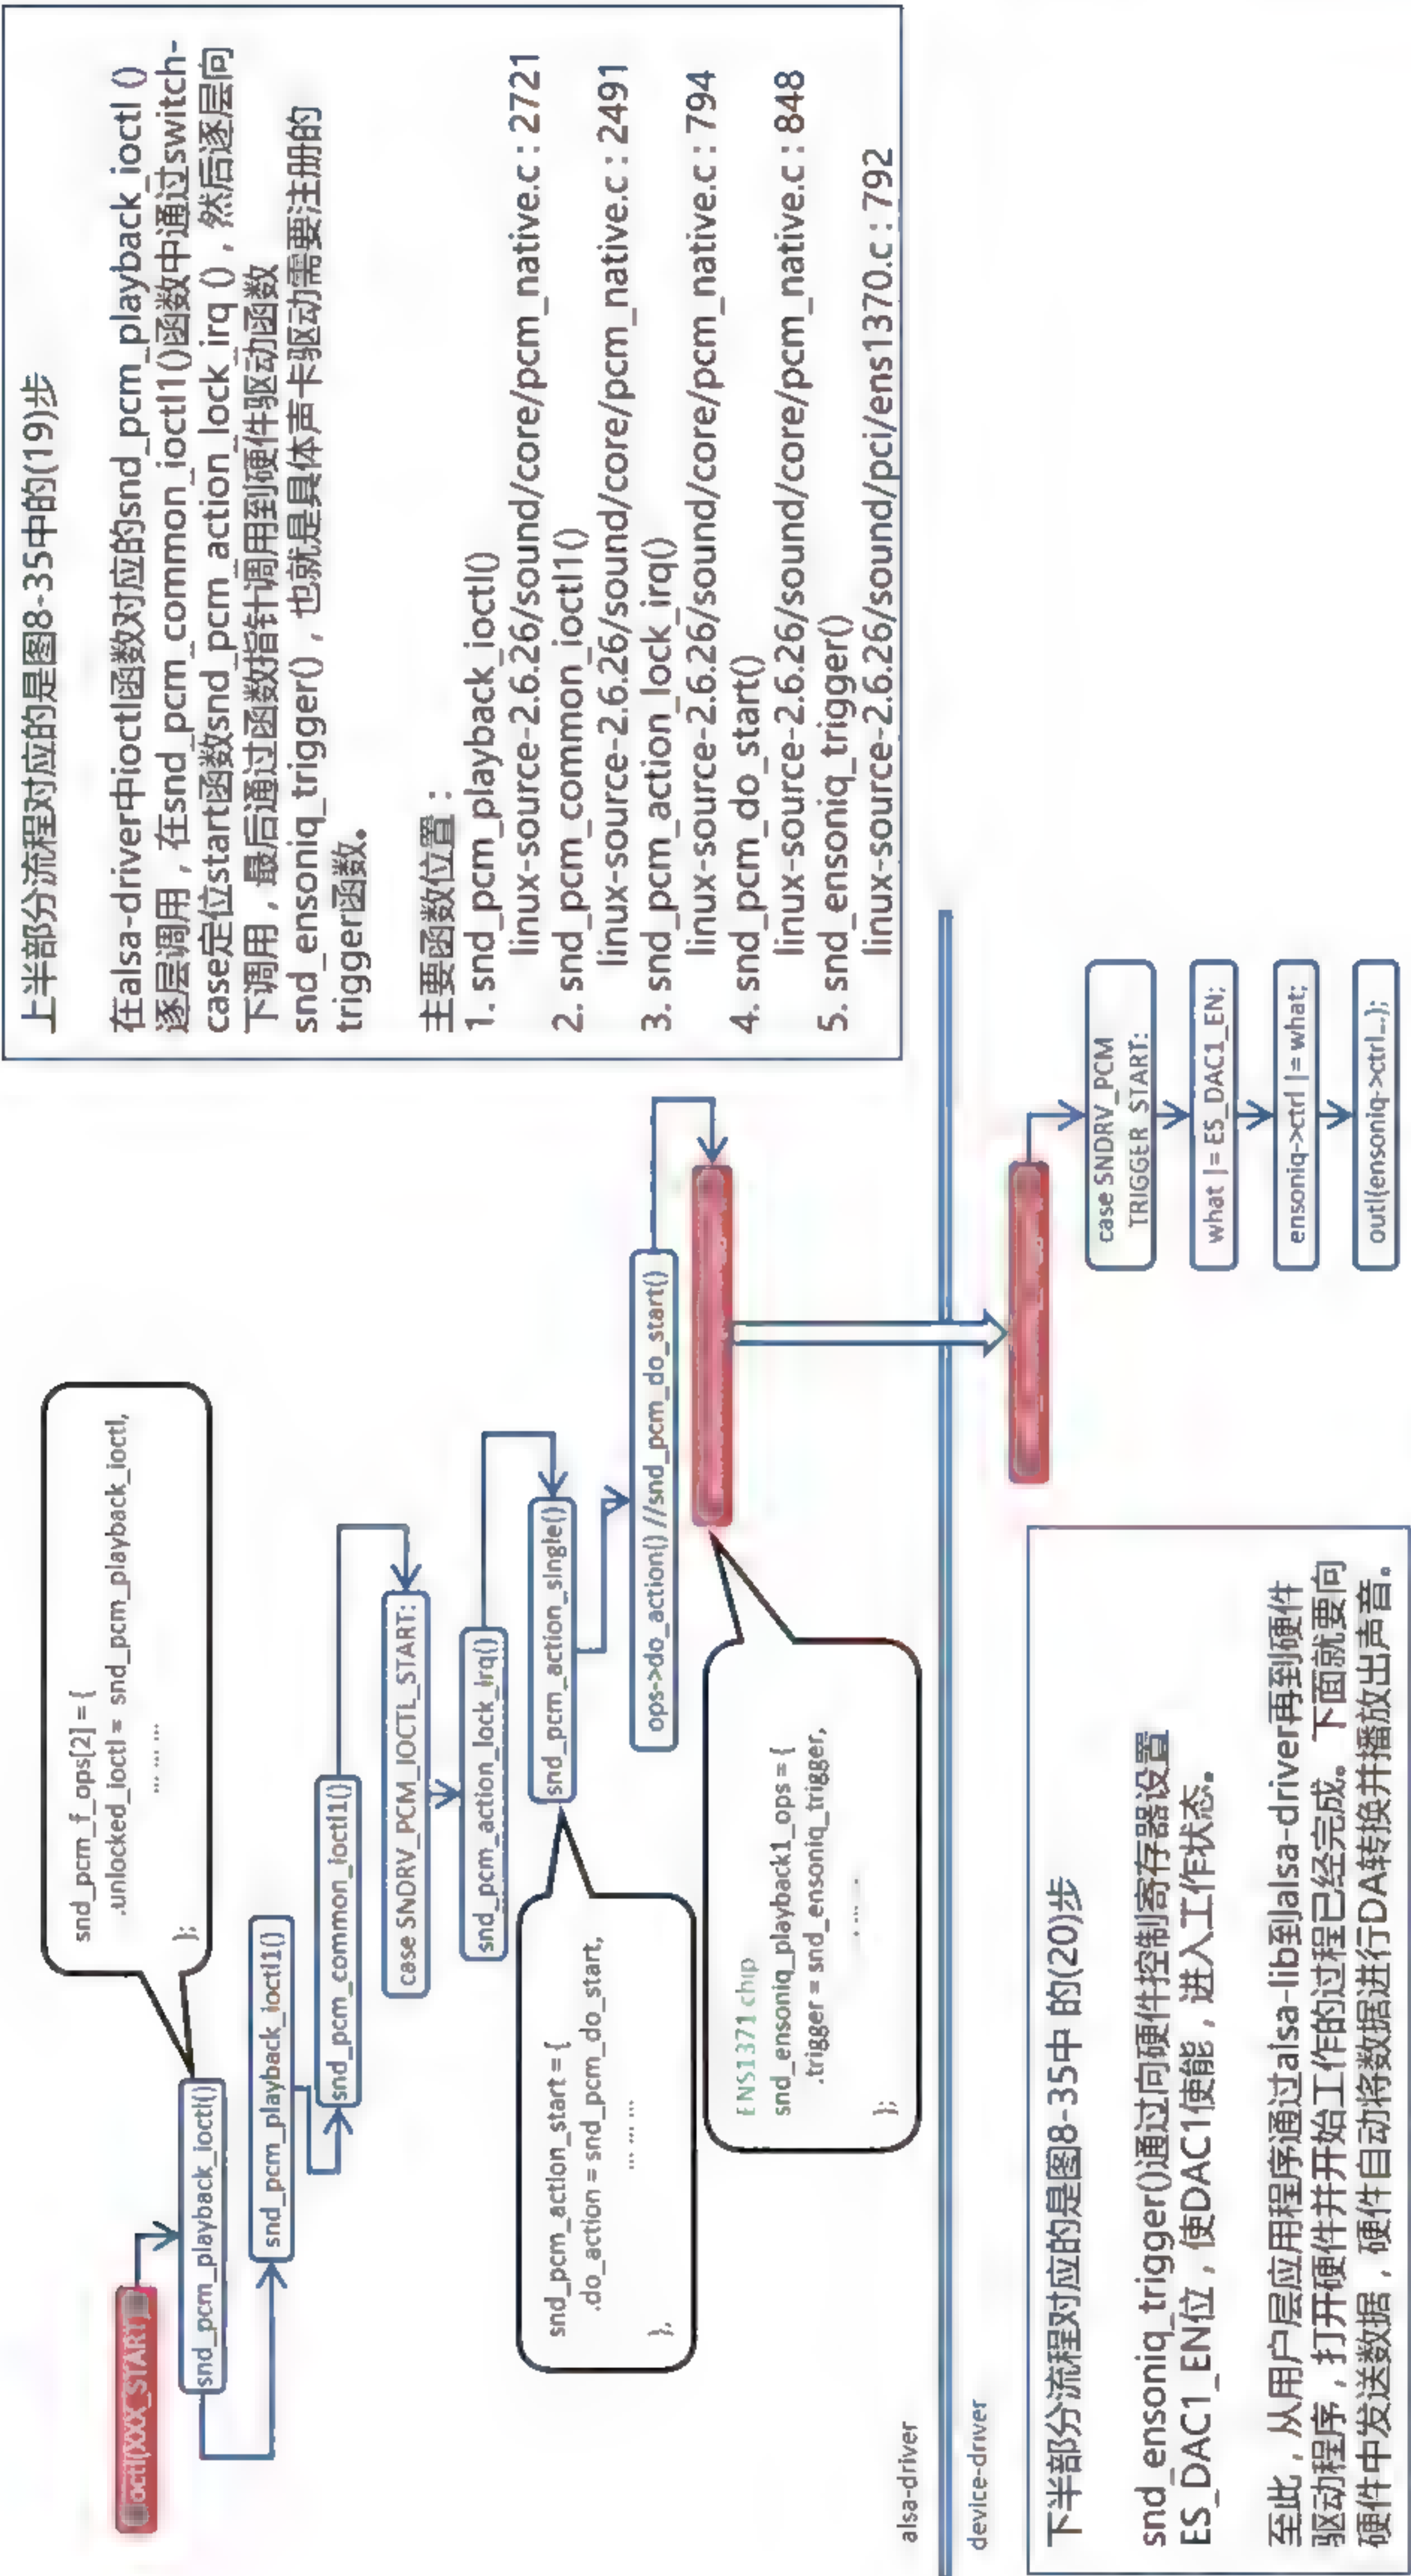 ioctl(XXX_START)
snd_pcm_f_ops[2] = {
.unlocked_ioctl = snd_pcm_playback_ioctl,
... ... ...
};
snd_pcm_playback_ioctl()
snd_pcm_playback_ioctl1()
snd_pcm_common_ioctl1()
case SNDRV_PCM_IOCTL_START:
snd_pcm_action_lock_irq()
snd_pcm_action_single()
snd_pcm_action_start = {
.do_action = snd_pcm_do_start,
... ... ...
},
ops->do_action() //snd_pcm_do_start()
ENS1371 chip
snd_ensoniq_playback1_ops = {
.trigger = snd_ensoniq_trigger,
... ... ...
};
上半部分流程对应的是图8-35中的(19)步
在alsa-driver中ioctl函数对应的snd_pcm_playback_ioctl ()
逐层调用，在snd_pcm_common_ioctl1()函数中通过switch-
case定位start函数snd_pcm_action_lock_irq ()，然后逐层向
下调用，最后通过函数指针调用到硬件驱动函数
snd_ensoniq_trigger()，也就是具体声卡驱动需要注册的
trigger函数。
主要函数位置：
1. snd_pcm_playback_ioctl()
linux-source-2.6.26/sound/core/pcm_native.c : 2721
2. snd_pcm_common_ioctl1()
linux-source-2.6.26/sound/core/pcm_native.c : 2491
3. snd_pcm_action_lock_irq()
linux-source-2.6.26/sound/core/pcm_native.c : 794
4. snd_pcm_do_start()
linux-source-2.6.26/sound/core/pcm_native.c : 848
5. snd_ensoniq_trigger()
linux-source-2.6.26/sound/pci/ens1370.c : 792
alsa-driver
device-driver
下半部分流程对应的是图8-35中 的(20)步
snd_ensoniq_trigger()通过向硬件控制寄存器设置
ES_DAC1_EN位，使DAC1使能，进入工作状态。
至此，从用户层应用程序通过alsa-lib到alsa-driver再到硬件
驱动程序，打开硬件并开始工作的过程已经完成。下面就要向
硬件中发送数据，硬件自动将数据进行DA转换并播放出声音。
case SNDRV_PCM
TRIGGER_START:
what |= ES_DAC1_EN;
ensoniq->ctrl |= what;
outl(ensoniq->ctrl...);